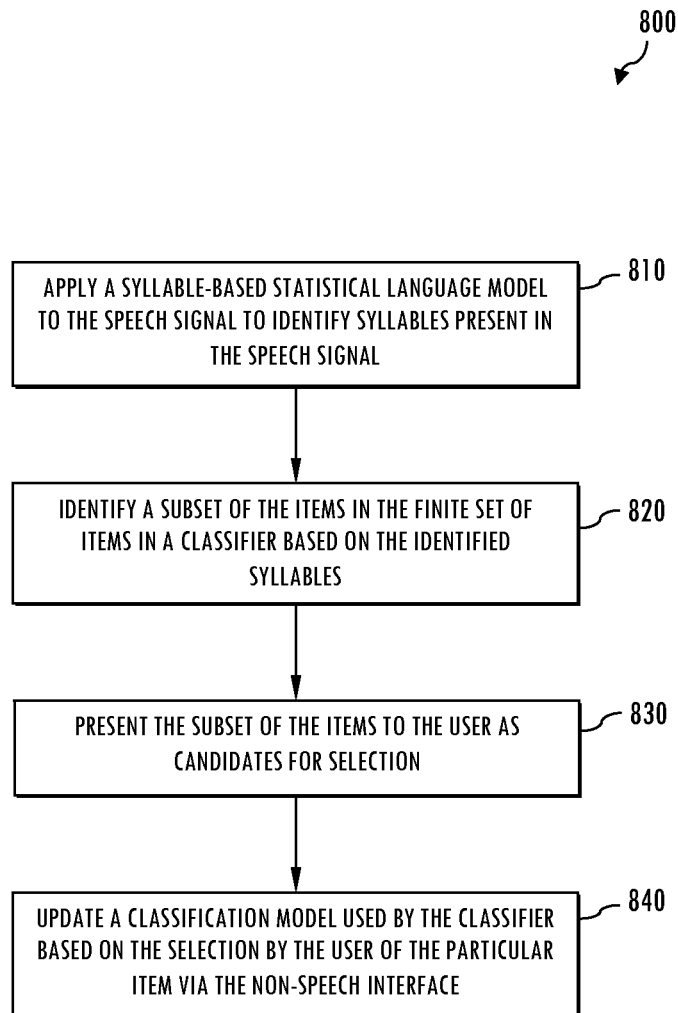 800
APPLY A SYLLABLE-BASED STATISTICAL LANGUAGE MODEL
TO THE SPEECH SIGNAL TO IDENTIFY SYLLABLES PRESENT IN
THE SPEECH SIGNAL
810
IDENTIFY A SUBSET OF THE ITEMS IN THE FINITE SET OF
ITEMS IN A CLASSIFIER BASED ON THE IDENTIFIED
SYLLABLES
820
PRESENT THE SUBSET OF THE ITEMS TO THE USER AS
CANDIDATES FOR SELECTION
830
UPDATE A CLASSIFICATION MODEL USED BY THE CLASSIFIER
BASED ON THE SELECTION BY THE USER OF THE PARTICULAR
ITEM VIA THE NON-SPEECH INTERFACE
840